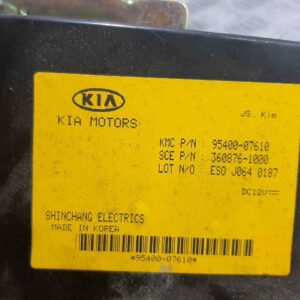 KIA
JS. Kim
KIA MOTORS
KMC P/N : 95400-07610
SCE P/N : 360876-1000
LOT N/O : ESO J064 0187
DC12V
SHINCHANG ELECTRICS
MADE IN KOREA
*95400-07610*